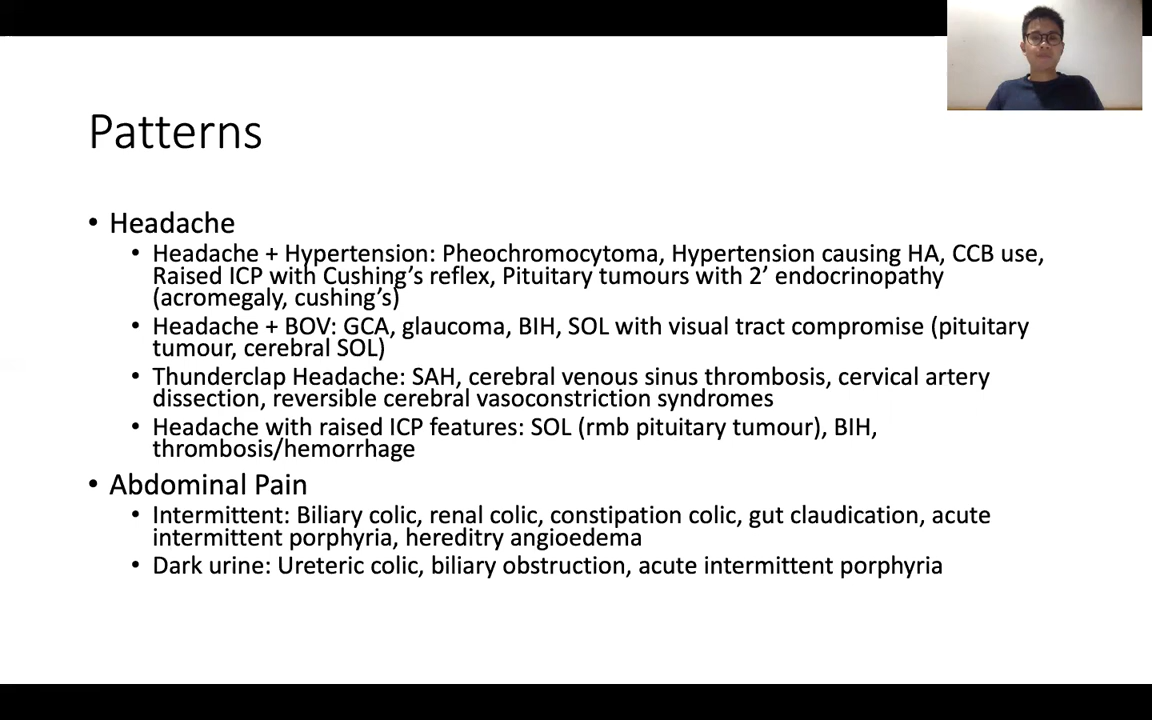 Patterns
• Headache
• Headache + Hypertension: Pheochromocytoma, Hypertension causing HA, CCB use,
Raised ICP with Cushing's reflex, Pituitary tumours with 2' endocrinopathy
(acromegaly, cushing's)
• Headache + BOV: GCA, glaucoma, BIH, SOL with visual tract compromise (pituitary
tumour, cerebral SOL)
• Thunderclap Headache: SAH, cerebral venous sinus thrombosis, cervical artery
dissection, reversible cerebral vasoconstriction syndromes
• Headache with raised ICP features: SOL (rmb pituitary tumour), BIH,
thrombosis/hemorrhage
• Abdominal Pain
• Intermittent: Biliary colic, renal colic, constipation colic, gut claudication, acute
intermittent porphyria, hereditry angioedema
• Dark urine: Ureteric colic, biliary obstruction, acute intermittent porphyria